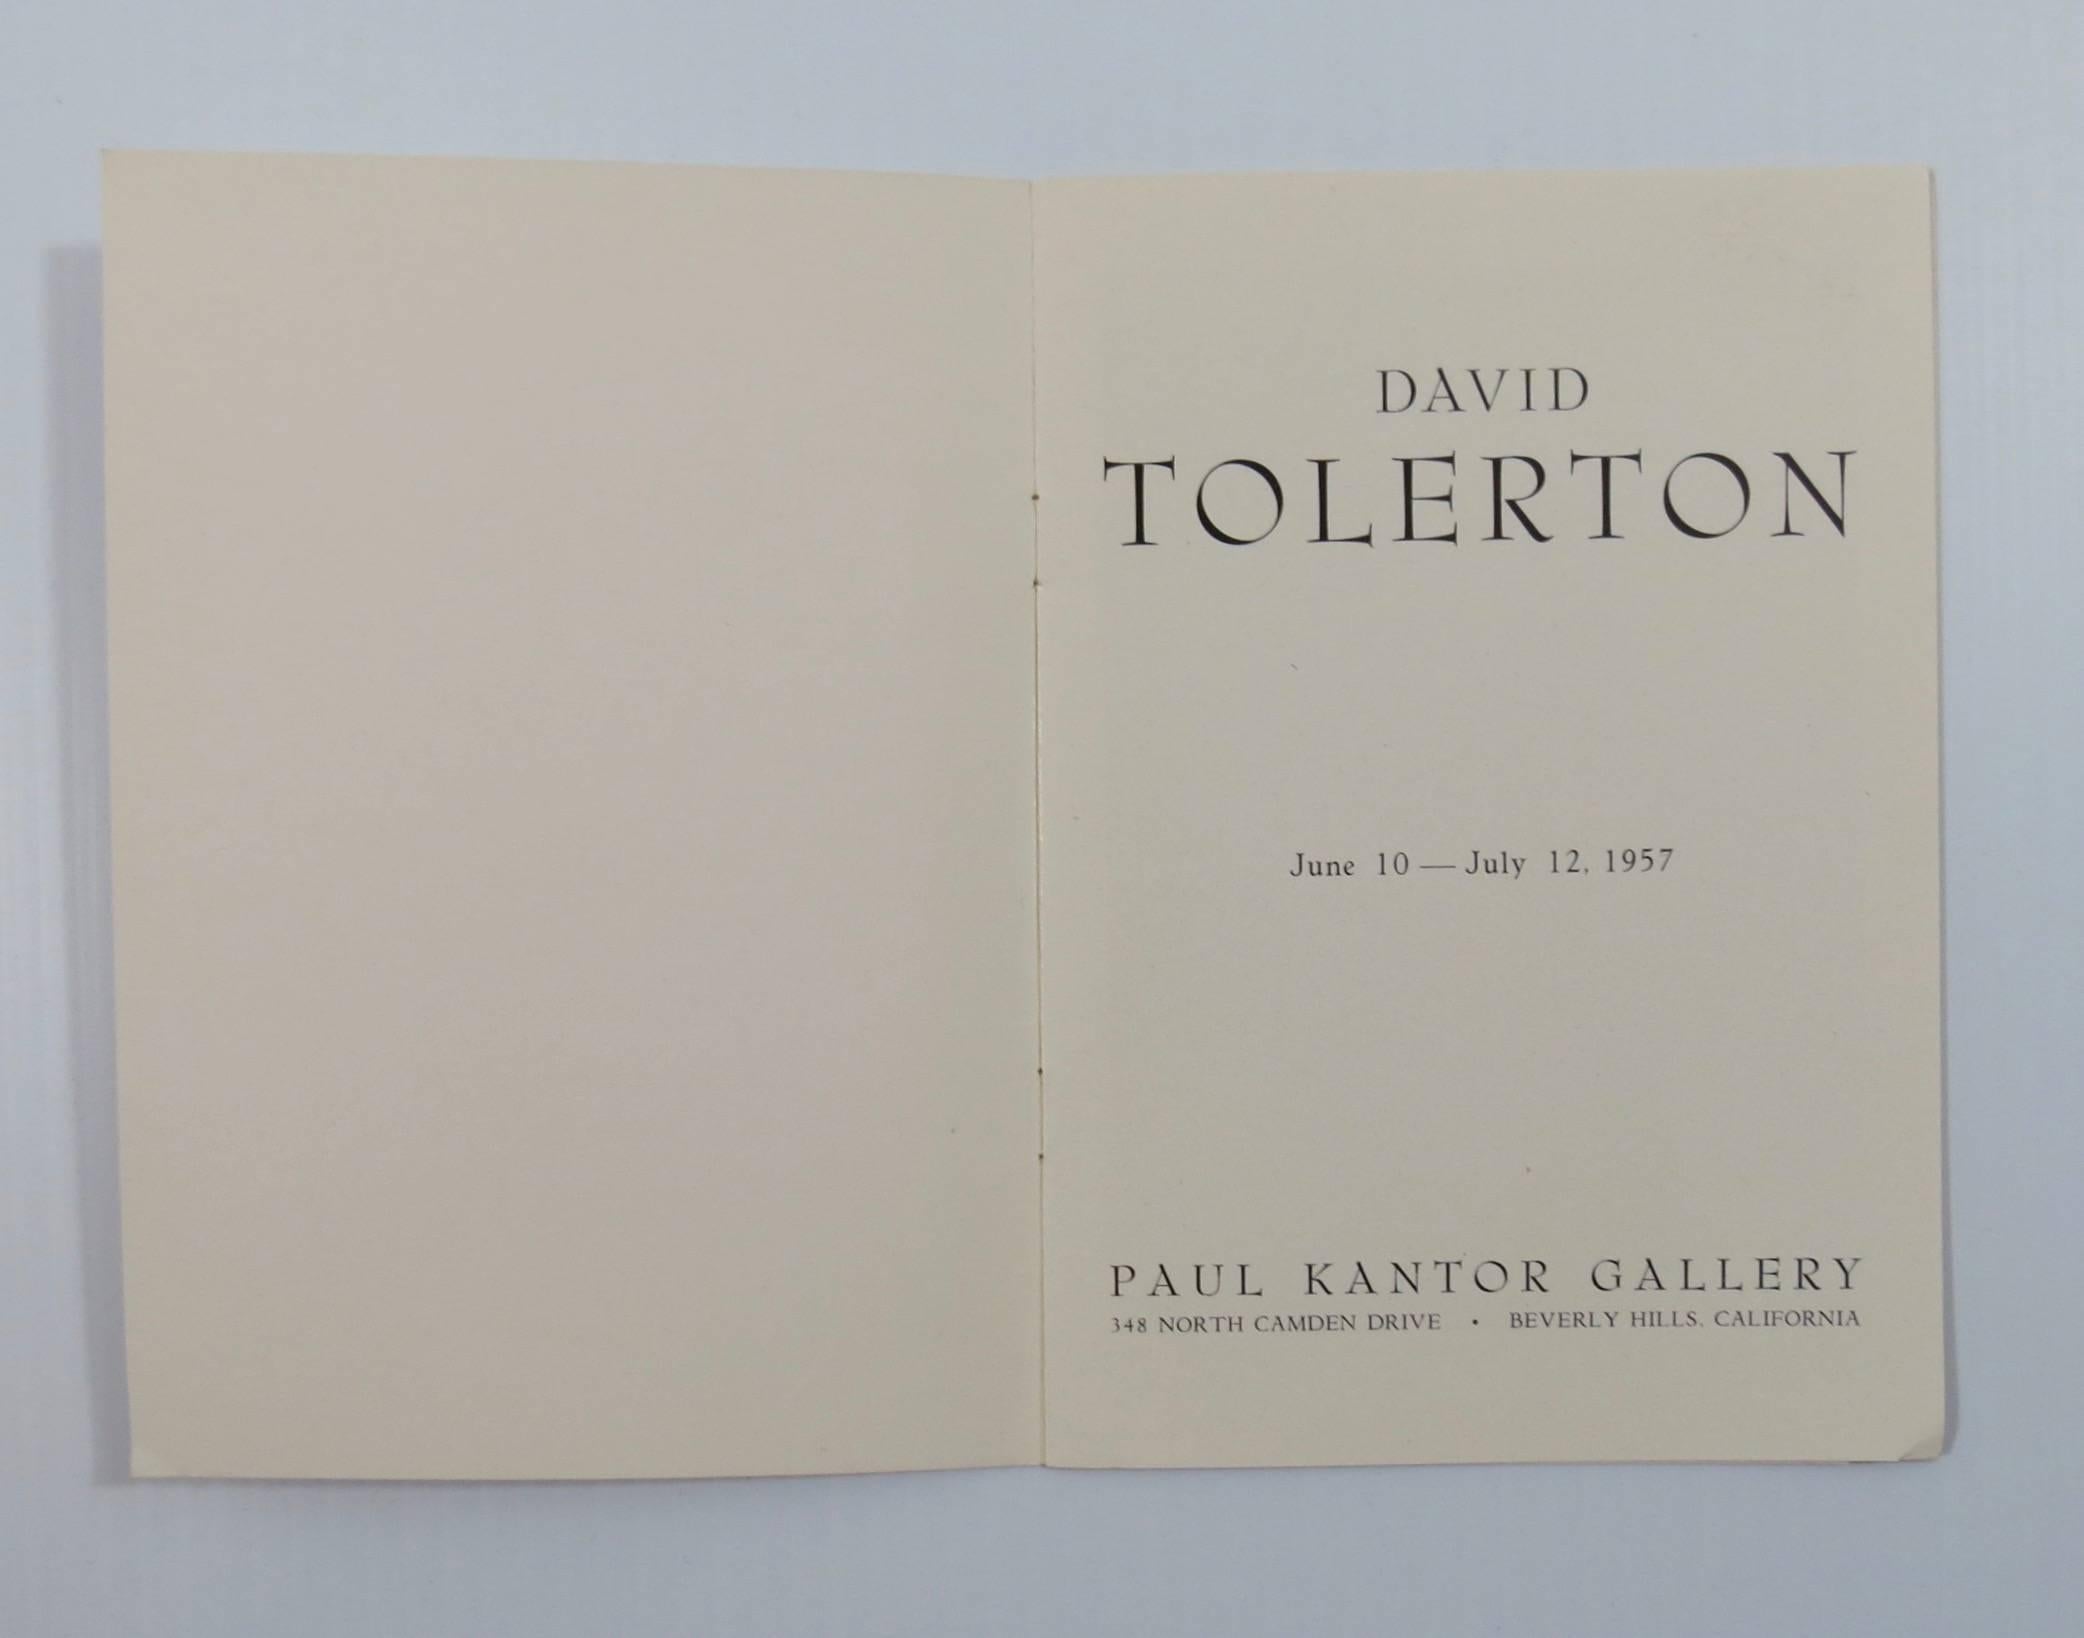 DAVID
TOLERTON
June 10 — July 12, 1957
PAUL KANTOR GALLERY
348 NORTH CAMDEN DRIVE • BEVERLY HILLS, CALIFORNIA